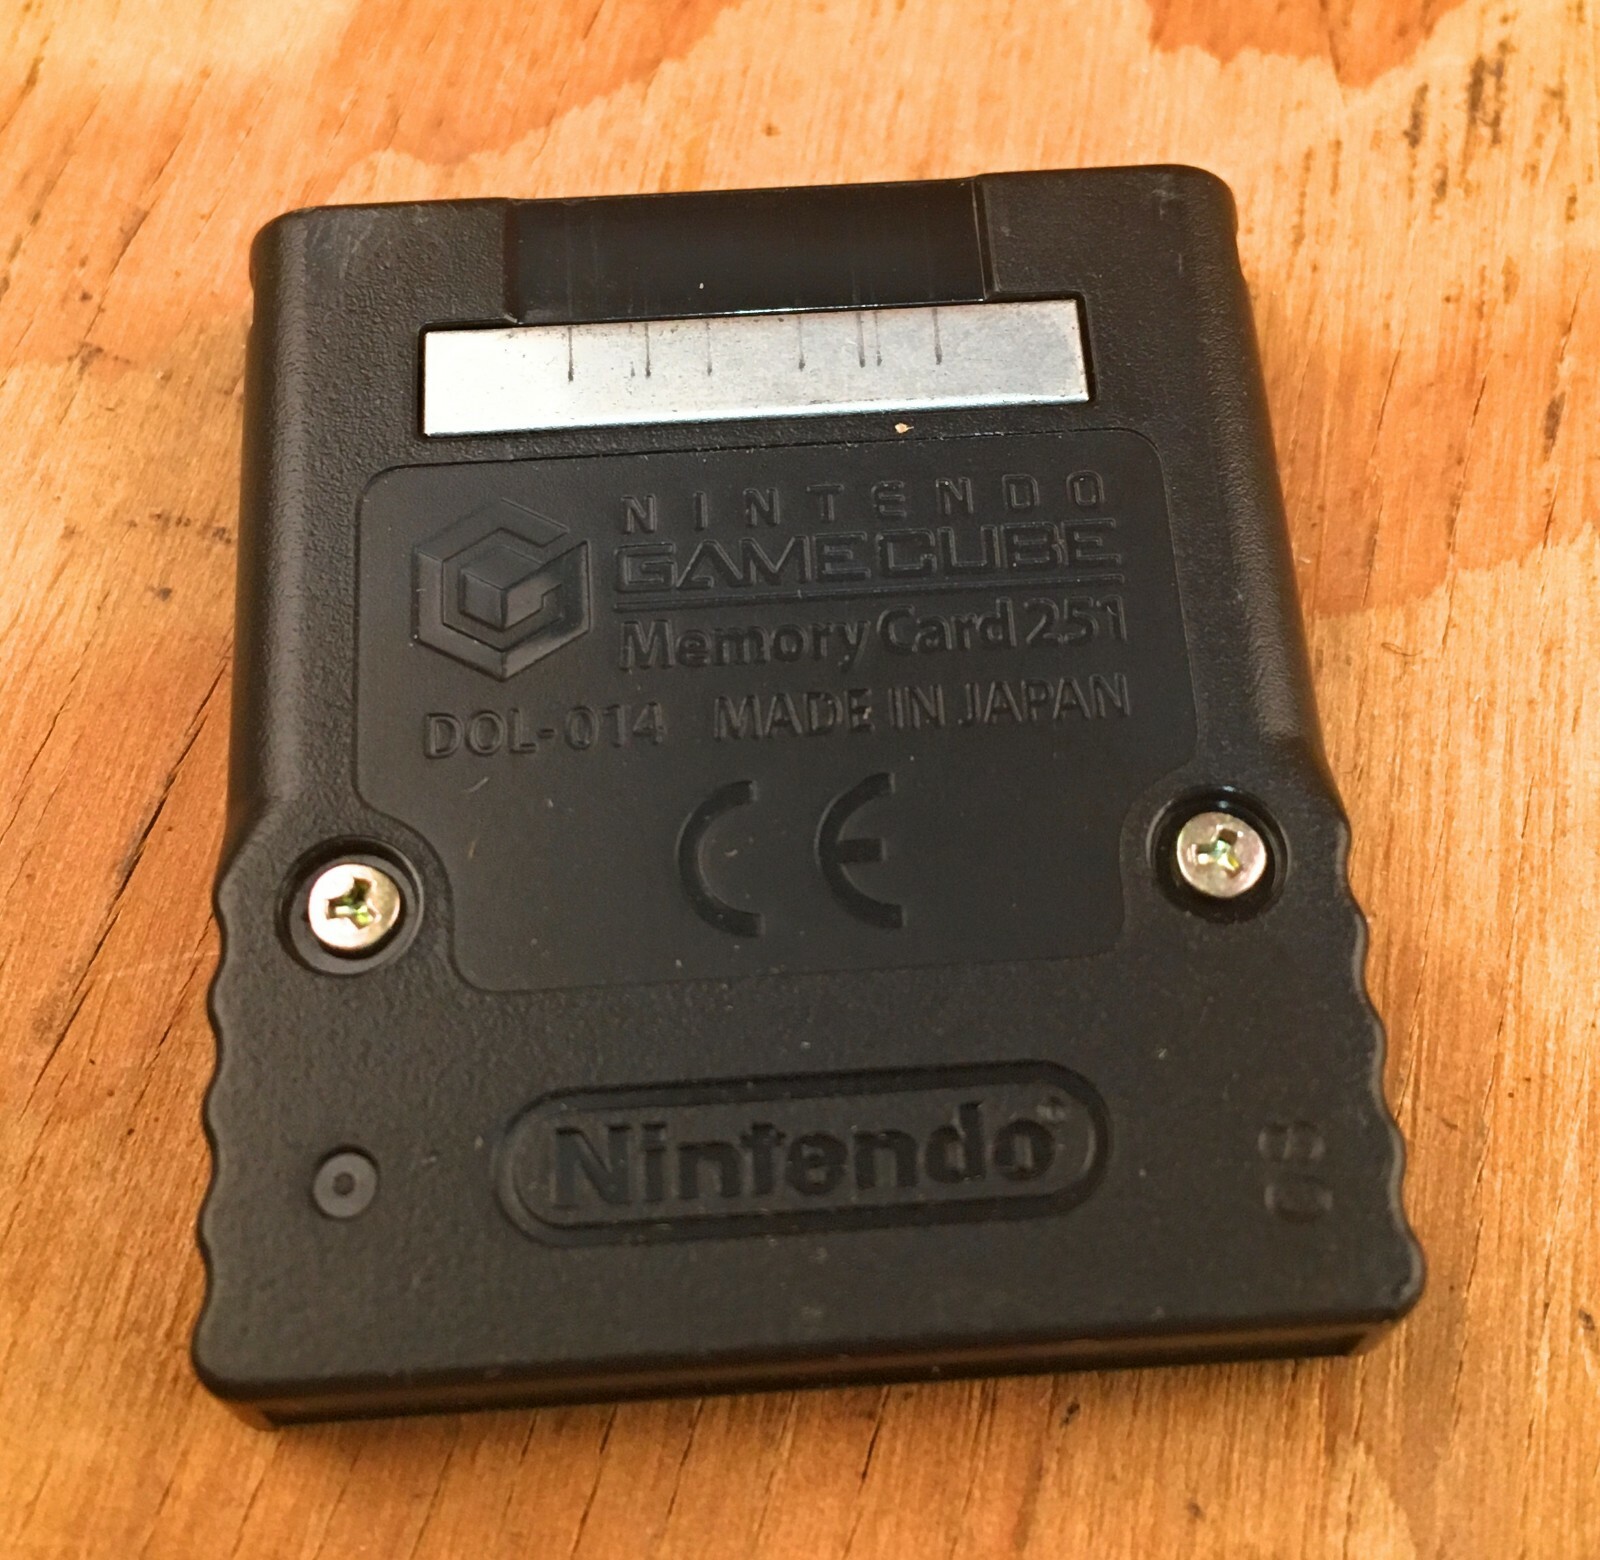 NINTENDO
GAMECUBE
Memory Card 251
DOL-014 MADE IN JAPAN
CE
Nintendo®